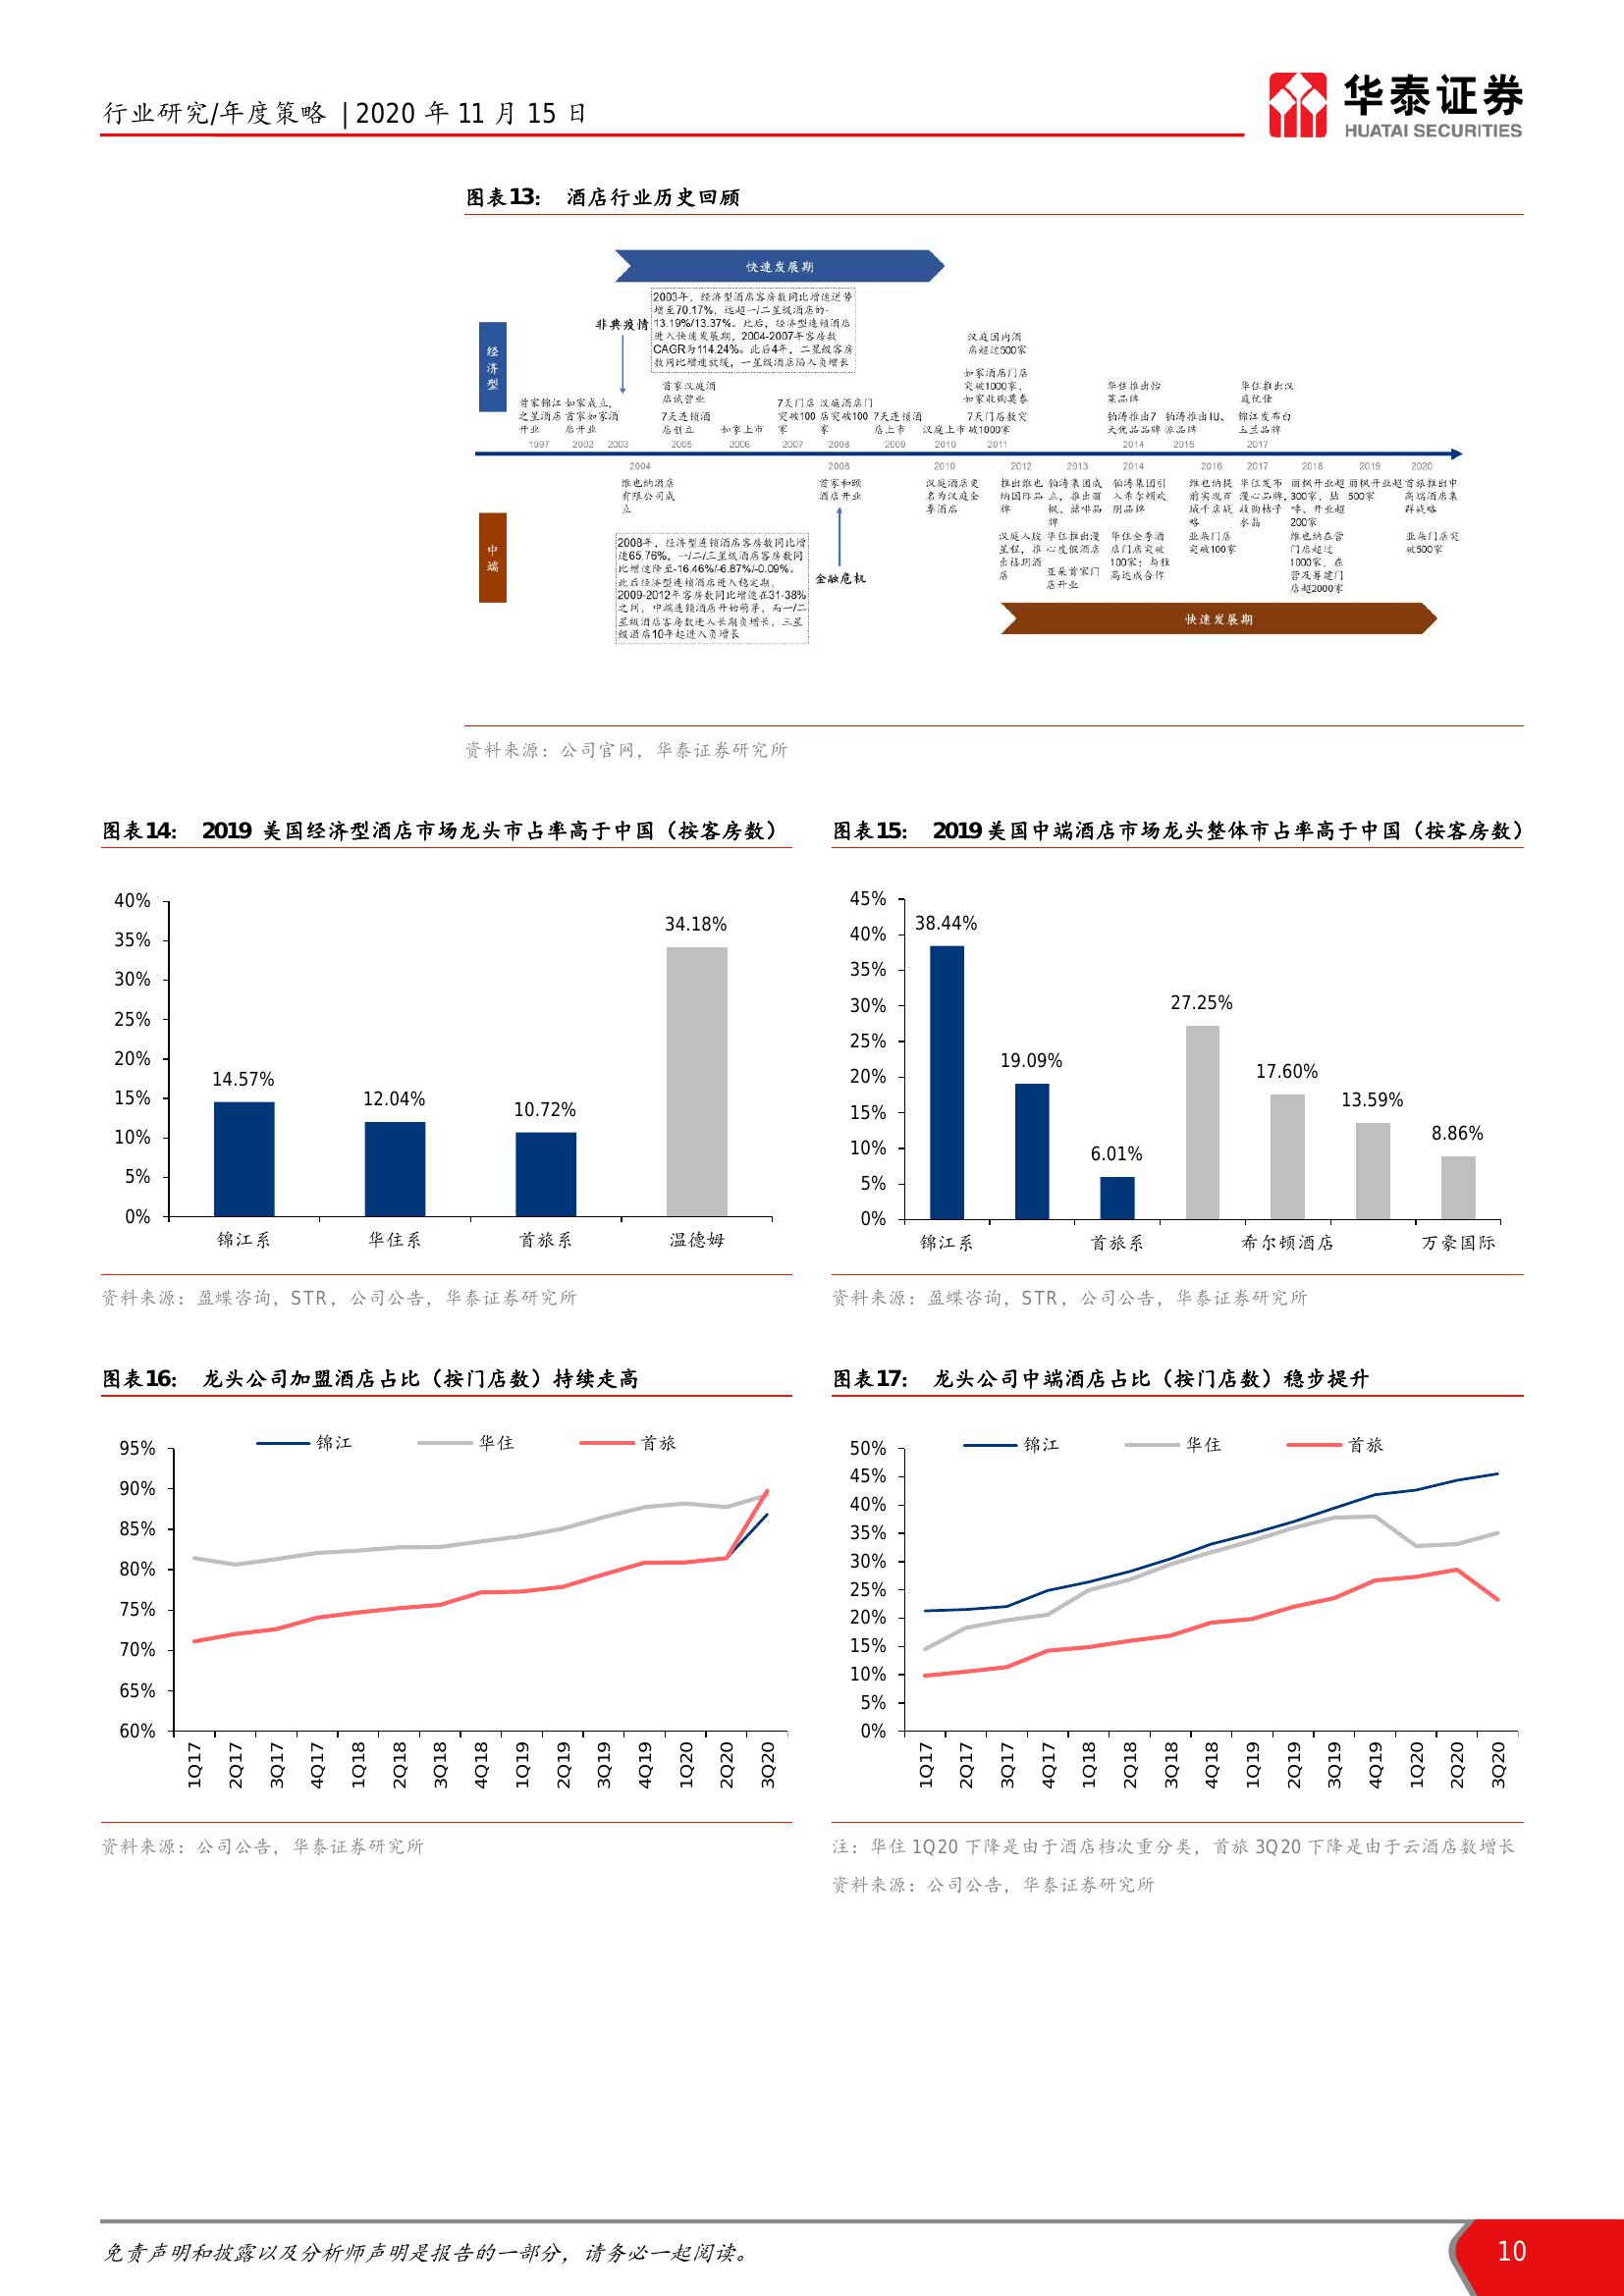 行业研究/年度策略 | 2020 年 11 月 15 日
华泰证券
HUATAI SECURITIES
图表13： 酒店行业历史回顾
快速发展期
2003年，经济型酒店客房数同比增速逆势
增至70.17%，远超一/二星级酒店的-
13.19%/13.37%。此后，经济型连锁酒店
进入快速发展期，2004-2007年客房数
CAGR为114.24%。此后4年，二星级客房
数同比增速放缓，一星级酒店陷入负增长
非典疫情
经济型
首家锦江
之星酒店
开业
1997
如家成立，
首家如家酒
店开业
2002
2003
首家汉庭酒
店试营业
7天连锁酒
店创立
2005
如家上市
2006
7天门店
突破100
家
2007
汉庭酒店门
店突破100
家
2008
7天连锁酒
店上市
2009
汉庭上市
2010
汉庭国内酒
店超过500家
如家酒店门店
突破1000家，
如家收购莫泰
7天门店数突
破1000家
2011
华住推出怡
莱品牌
铂涛推出7
天优品品牌
2014
铂涛推出IU、
派品牌
2015
华住推出汉
庭优佳
锦江发布白
玉兰品牌
2017
2004
维也纳酒店
有限公司成
立
2008
首家和颐
酒店开业
2010
汉庭酒店更
名为汉庭全
季酒店
2012
推出维也
纳国际品
牌
汉庭入股
星程，推
出禧玥酒
店
2013
铂涛集团成
立，推出丽
枫、喆啡品
牌
华住推出漫
心度假酒店
亚朵首家门
店开业
2014
铂涛集团引
入希尔顿欢
朋品牌
华住全季酒
店门店突破
100家；与雅
高达成合作
2016
维也纳提
前实现百
城千店战
略
亚朵门店
突破100家
2017
华住发布
漫心品牌，
收购桔子
水晶
2018
丽枫开业超
300家，喆
啡、开业超
200家
维也纳在营
门店超过
1000家，在
营及筹建门
店超2000家
2019
丽枫开业超
500家
2020
首旅推出中
高端酒店集
群战略
亚朵门店突
破500家
中端
2008年，经济型连锁酒店客房数同比增
速65.76%，一/二/三星级酒店客房数同
比增速降至-16.46%/-6.87%/-0.09%。
此后经济型连锁酒店进入稳定期，
2009-2012年客房数同比增速在31-38%
之间，中端连锁酒店开始萌芽，而一/二
星级酒店客房数进入长期负增长，三星
级酒店10年起进入负增长
金融危机
快速发展期
资料来源：公司官网，华泰证券研究所
图表14： 2019 美国经济型酒店市场龙头市占率高于中国（按客房数）
40%
35%
30%
25%
20%
15%
10%
5%
0%
14.57%
12.04%
10.72%
34.18%
锦江系 华住系 首旅系 温德姆
资料来源：盈蝶咨询，STR，公司公告，华泰证券研究所
图表15： 2019美国中端酒店市场龙头整体市占率高于中国（按客房数）
45%
40%
35%
30%
25%
20%
15%
10%
5%
0%
38.44%
19.09%
6.01%
27.25%
17.60%
13.59%
8.86%
锦江系 首旅系 希尔顿酒店 万豪国际
资料来源：盈蝶咨询，STR，公司公告，华泰证券研究所
图表16： 龙头公司加盟酒店占比（按门店数）持续走高
锦江 华住 首旅
95%
90%
85%
80%
75%
70%
65%
60%
1Q17 2Q17 3Q17 4Q17 1Q18 2Q18 3Q18 4Q18 1Q19 2Q19 3Q19 4Q19 1Q20 2Q20 3Q20
资料来源：公司公告，华泰证券研究所
图表17： 龙头公司中端酒店占比（按门店数）稳步提升
锦江 华住 首旅
50%
45%
40%
35%
30%
25%
20%
15%
10%
5%
0%
1Q17 2Q17 3Q17 4Q17 1Q18 2Q18 3Q18 4Q18 1Q19 2Q19 3Q19 4Q19 1Q20 2Q20 3Q20
注：华住 1Q20 下降是由于酒店档次重分类，首旅 3Q20 下降是由于云酒店数增长
资料来源：公司公告，华泰证券研究所
免责声明和披露以及分析师声明是报告的一部分，请务必一起阅读。
10